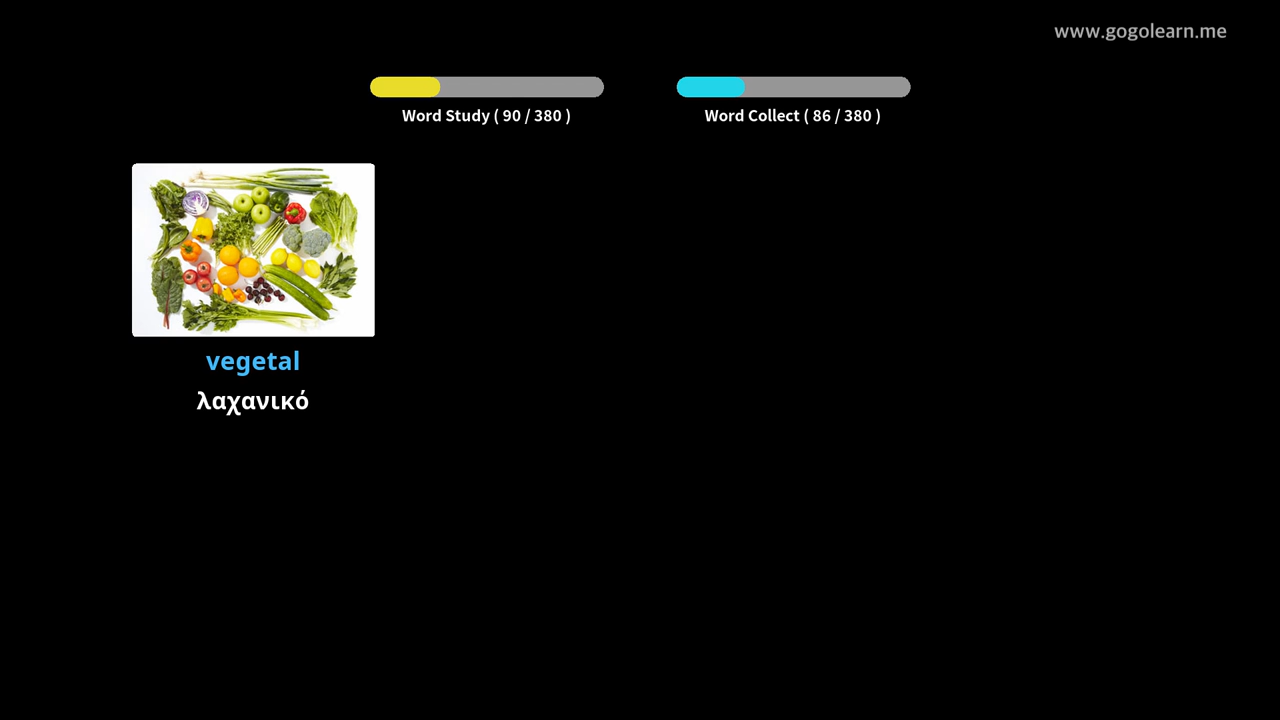 www.gogolearn.me
Word Study ( 90 / 380 )
Word Collect ( 86 / 380 )
vegetal
λαχανικό